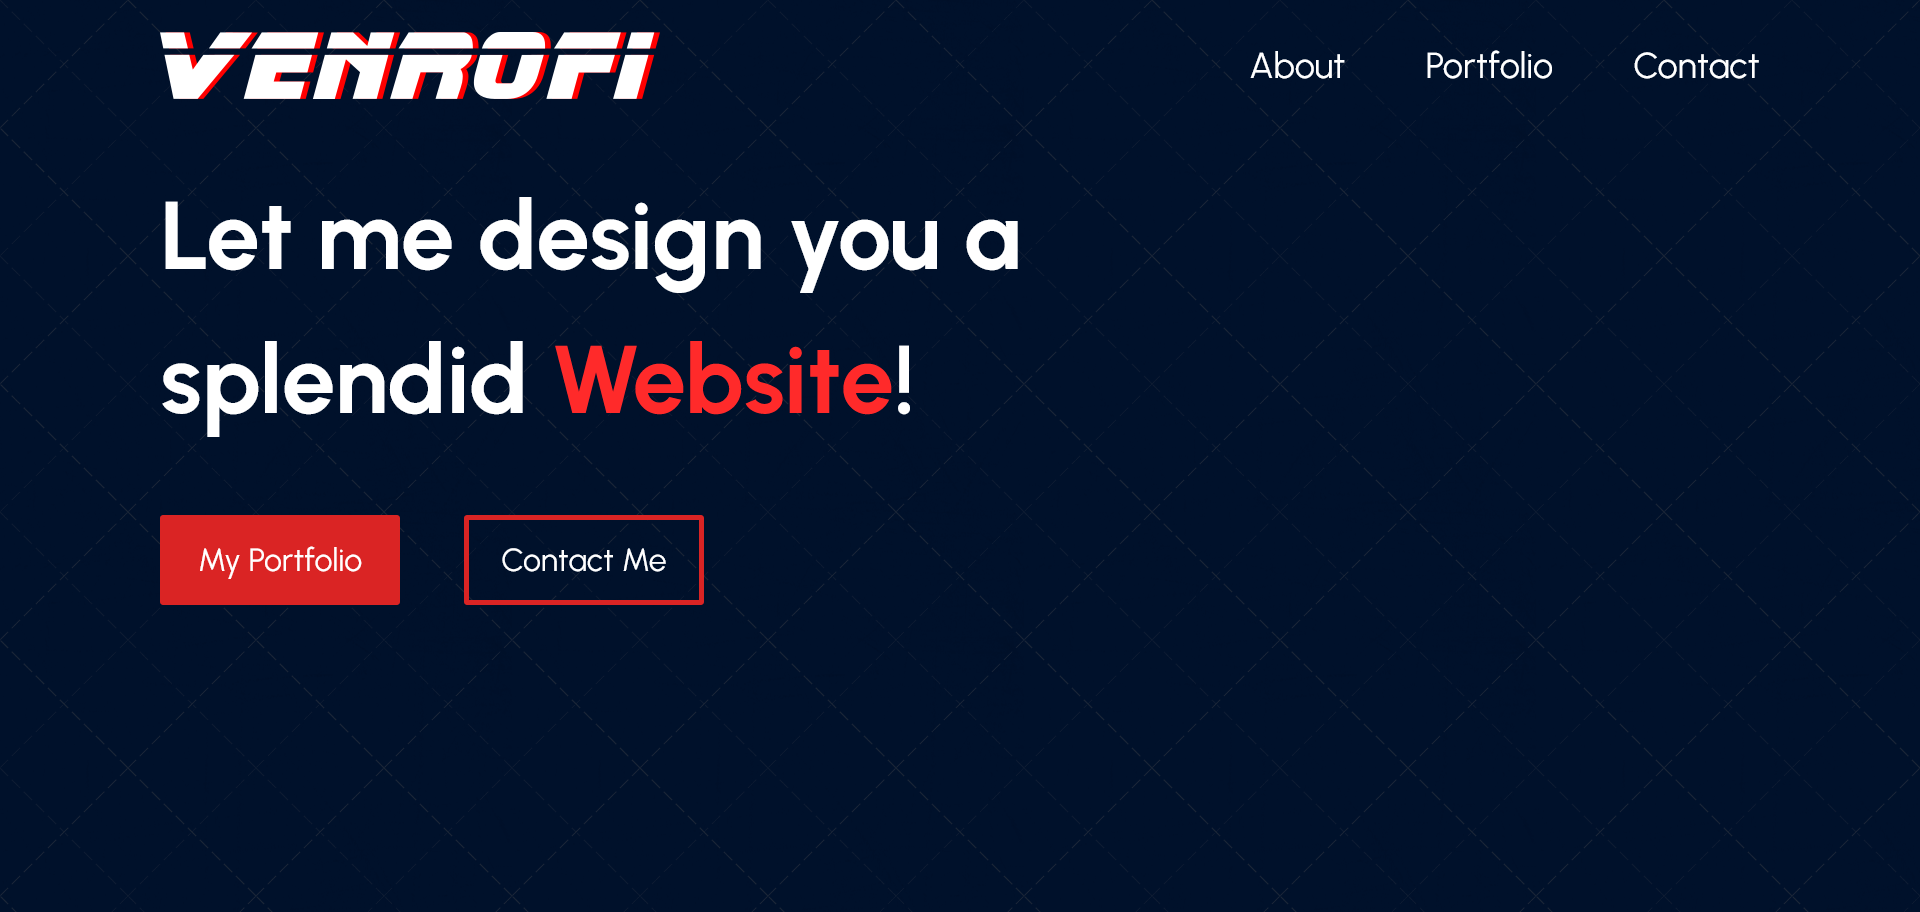 VENROFI
About
Portfolio
Contact
Let me design you a
splendid Website!
My Portfolio
Contact Me